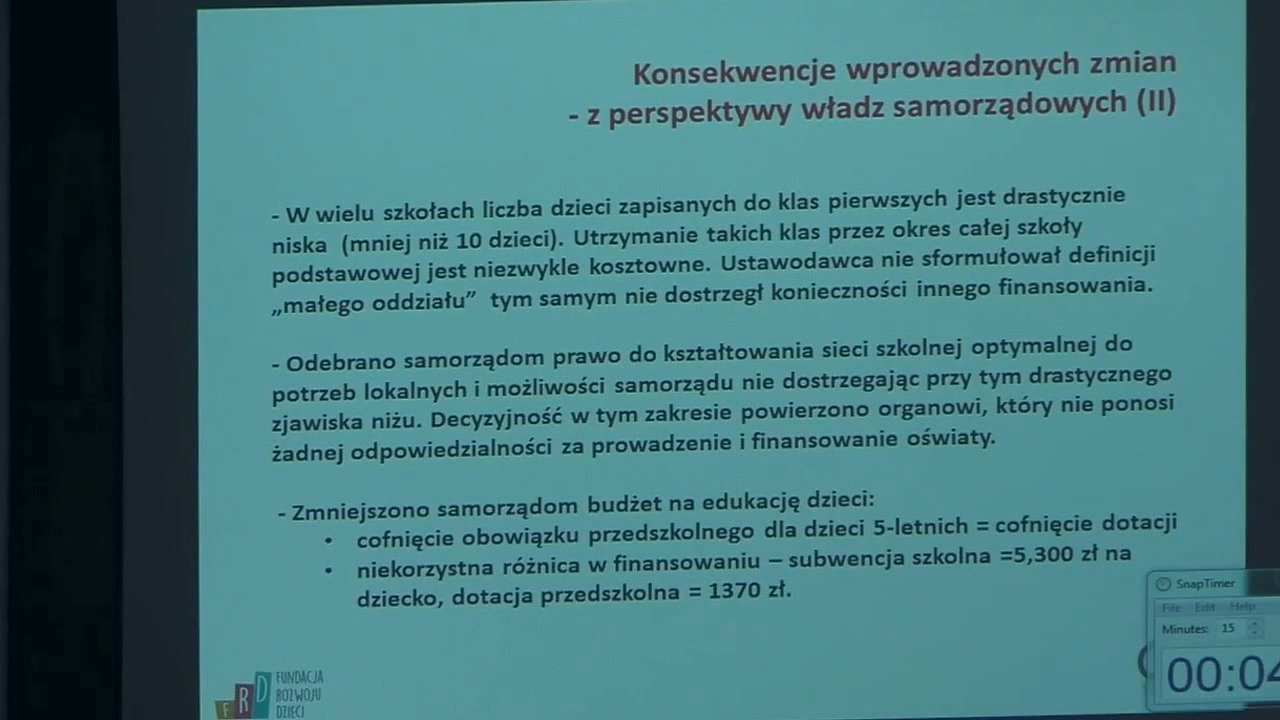 Konsekwencje wprowadzonych zmian
- z perspektywy władz samorządowych (II)
- W wielu szkołach liczba dzieci zapisanych do klas pierwszych jest drastycznie
niska (mniej niż 10 dzieci). Utrzymanie takich klas przez okres całej szkoły
podstawowej jest niezwykle kosztowne. Ustawodawca nie sformułował definicji
„małego oddziału” tym samym nie dostrzegł konieczności innego finansowania.
- Odebrano samorządom prawo do kształtowania sieci szkolnej optymalnej do
potrzeb lokalnych i możliwości samorządu nie dostrzegając przy tym drastycznego
zjawiska niżu. Decyzyjność w tym zakresie powierzono organowi, który nie ponosi
żadnej odpowiedzialności za prowadzenie i finansowanie oświaty.
- Zmniejszono samorządom budżet na edukację dzieci:
• cofnięcie obowiązku przedszkolnego dla dzieci 5-letnich = cofnięcie dotacji
• niekorzystna różnica w finansowaniu – subwencja szkolna =5,300 zł na
dziecko, dotacja przedszkolna = 1370 zł.
SnapTimer
File Edit Help
Minutes: 15
00:04
FRD
FUNDACJA
ROZWOJU
DZIECI